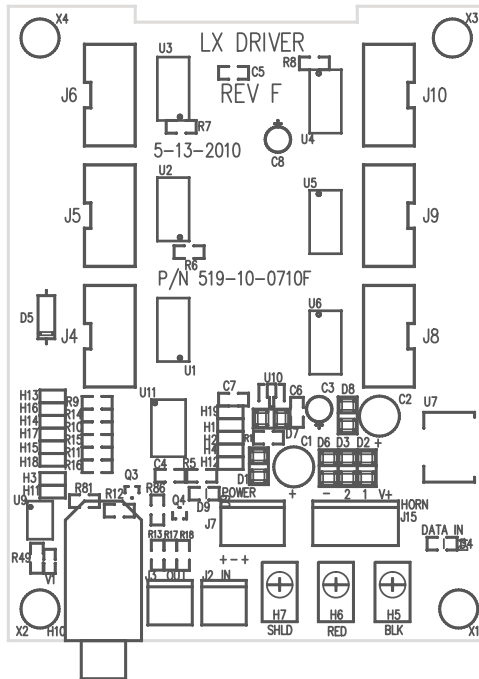 X4
X3
U3
LX DRIVER
R8
C5
J6
REV F
J10
R7
U4
5-13-2010
C8
U2
U5
J5
J9
R6
P/N 519-10-0710F
D5
U6
J4
J8
U1
H13
H16
H14
H17
H15
H18
R9
R14
R10
R15
R11
R16
U11
C7
H19
H1
H2
H4
H12
U10
C6
C3
D8
C2
U7
D7
C1
D6 D3 D2
+
D1
C4
R5
H3
H11
R81
Q3
R86
D9
POWER
+
- 2 1 V+
HORN
J15
U9
R12
Q4
J7
DATA IN
R13 R17 R18
R49
V1
+-+
J3 OUT
J2 IN
X2
H10
H7
SHLD
H6
RED
H5
BLK
X1